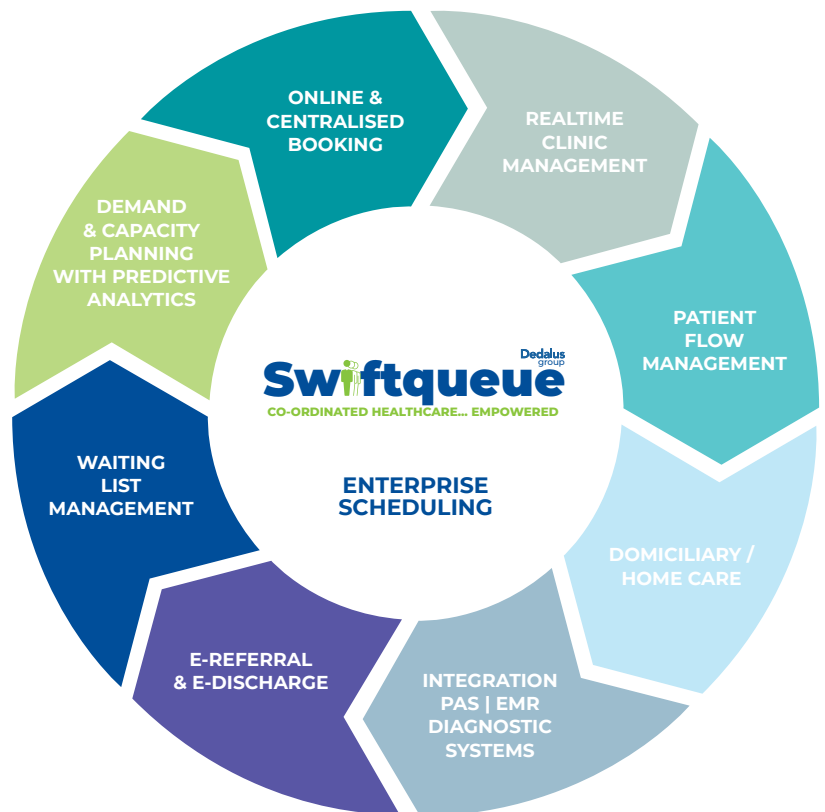 ONLINE &
CENTRALISED
BOOKING
REALTIME
CLINIC
MANAGEMENT
PATIENT
FLOW
MANAGEMENT
DOMICILIARY /
HOME CARE
INTEGRATION
PAS | EMR
DIAGNOSTIC
SYSTEMS
E-REFERRAL
& E-DISCHARGE
WAITING
LIST
MANAGEMENT
DEMAND
& CAPACITY
PLANNING
WITH PREDICTIVE
ANALYTICS
Dedalus
group
Swiftqueue
CO-ORDINATED HEALTHCARE... EMPOWERED
ENTERPRISE
SCHEDULING